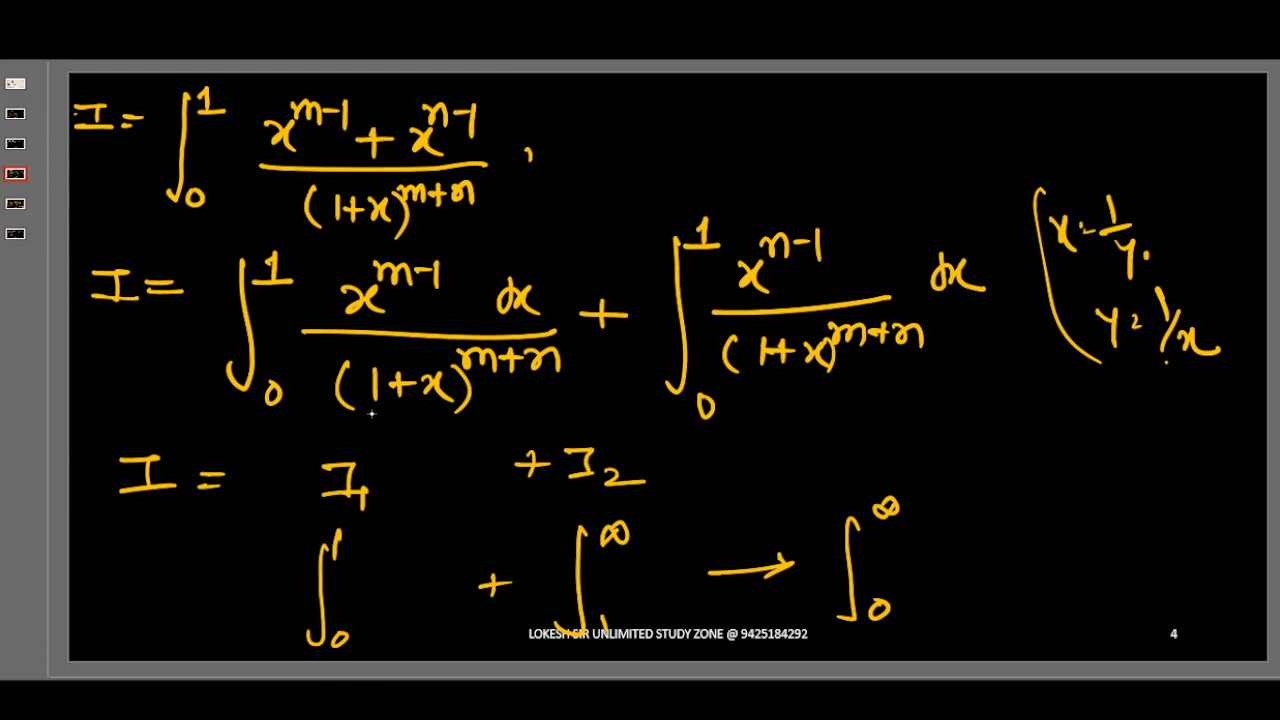 I = ∫₀¹ (x^{m-1} + x^{n-1}) / (1+x)^{m+n} ,
I = ∫₀¹ x^{m-1} dx / (1+x)^{m+n} + ∫₀¹ x^{n-1} / (1+x)^{m+n} dx
( x = 1/y .
y = 1/x
I = I₁ + I₂
∫₀¹ + ∫₁^∞ → ∫₀^∞
LOKESH SIR UNLIMITED STUDY ZONE @ 9425184292
4